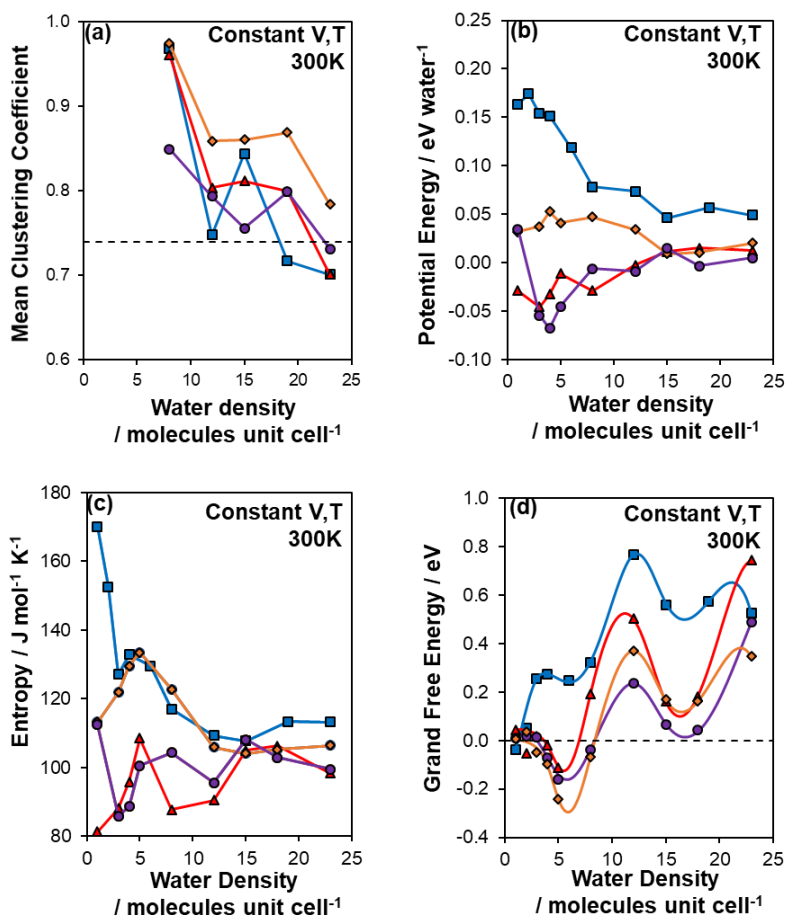 (a)
Constant V,T
300K
Mean Clustering Coefficient
1.0
0.9
0.8
0.7
0.6
0 5 10 15 20 25
Water density
/ molecules unit cell-1
(b)
Constant V,T
300K
Potential Energy / eV water-1
0.25
0.20
0.15
0.10
0.05
0.00
-0.05
-0.10
0 5 10 15 20 25
Water density
/ molecules unit cell-1
(c)
Constant V,T
300K
Entropy / J mol-1 K-1
180
160
140
120
100
80
0 5 10 15 20 25
Water Density
/ molecules unit cell-1
(d)
Constant V,T
300K
Grand Free Energy / eV
1.0
0.8
0.6
0.4
0.2
0.0
-0.2
-0.4
0 5 10 15 20 25
Water Density
/ molecules unit cell-1